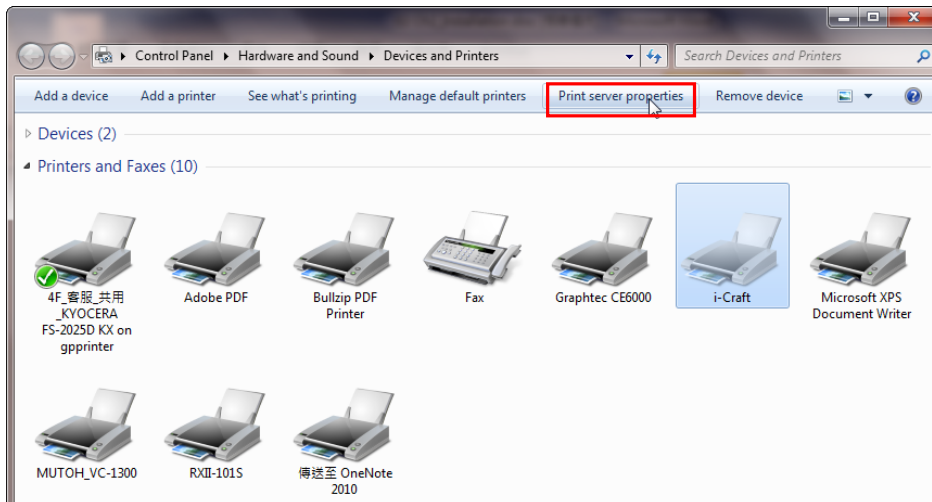 Control Panel ▸ Hardware and Sound ▸ Devices and Printers
Search Devices and Printers
Add a device Add a printer See what's printing Manage default printers Print server properties Remove device
Devices (2)
Printers and Faxes (10)
4F_客服_共用
_KYOCERA
FS-2025D KX on
gpprinter
Adobe PDF
Bullzip PDF
Printer
Fax
Graphtec CE6000
i-Craft
Microsoft XPS
Document Writer
MUTOH_VC-1300
RXII-101S
傳送至 OneNote
2010